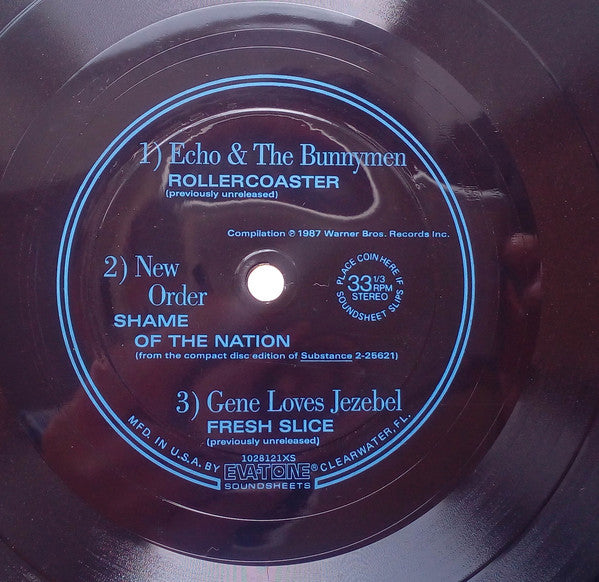 1) Echo & The Bunnymen
ROLLERCOASTER
(previously unreleased)
Compilation ℗ 1987 Warner Bros. Records Inc.
2) New
Order
SHAME
OF THE NATION
(from the compact disc edition of Substance 2-25621)
PLACE COIN HERE IF
33 1/3
RPM
STEREO
SOUNDSHEET SLIPS
3) Gene Loves Jezebel
FRESH SLICE
(previously unreleased)
MFD. IN U.S.A. BY
1028121XS
EVA-TONE®
SOUNDSHEETS
CLEARWATER, FL.